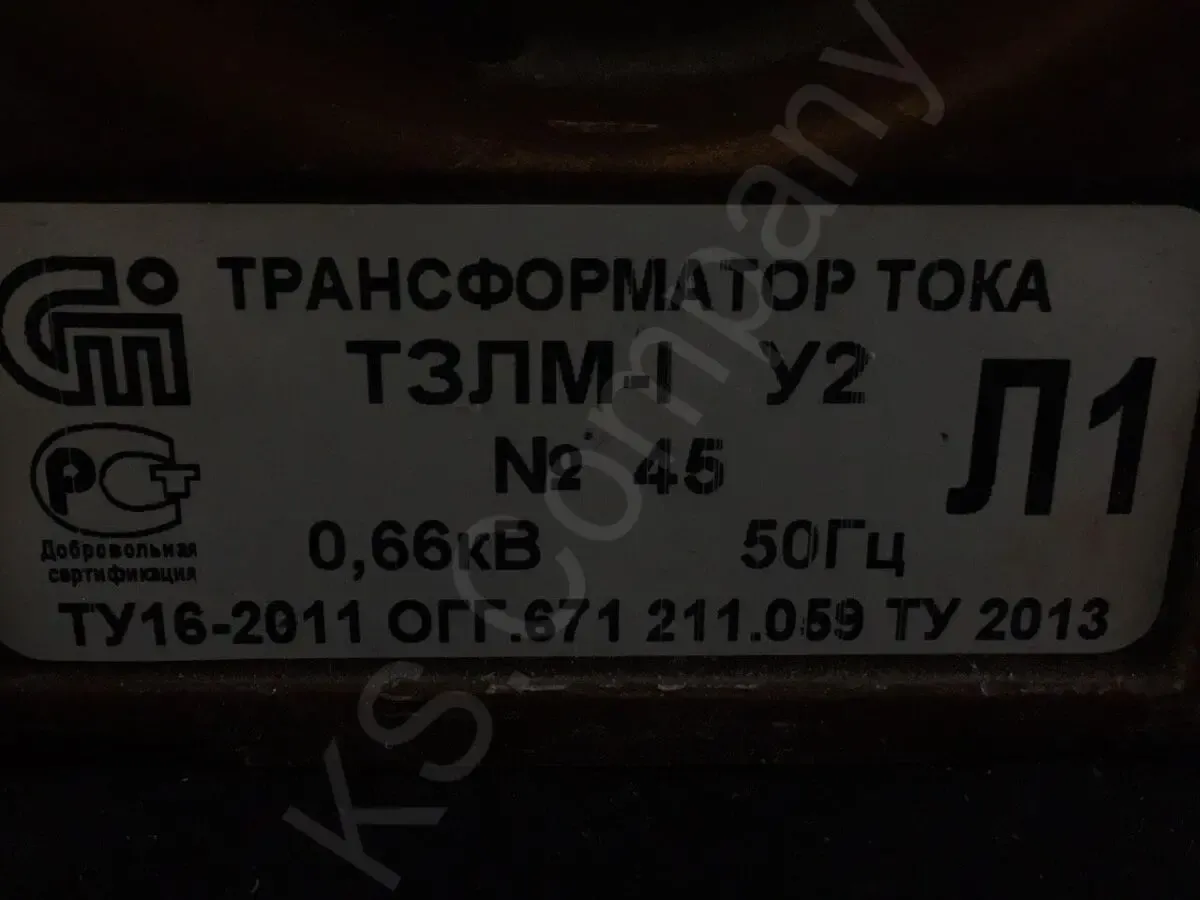 ТРАНСФОРМАТОР ТОКА
ТЗЛМ-1 У2
Л1
№ 45
0,66кВ 50Гц
Добровольная
сертификация
ТУ16-2011 ОГГ.671 211.059 ТУ 2013
KS.Company